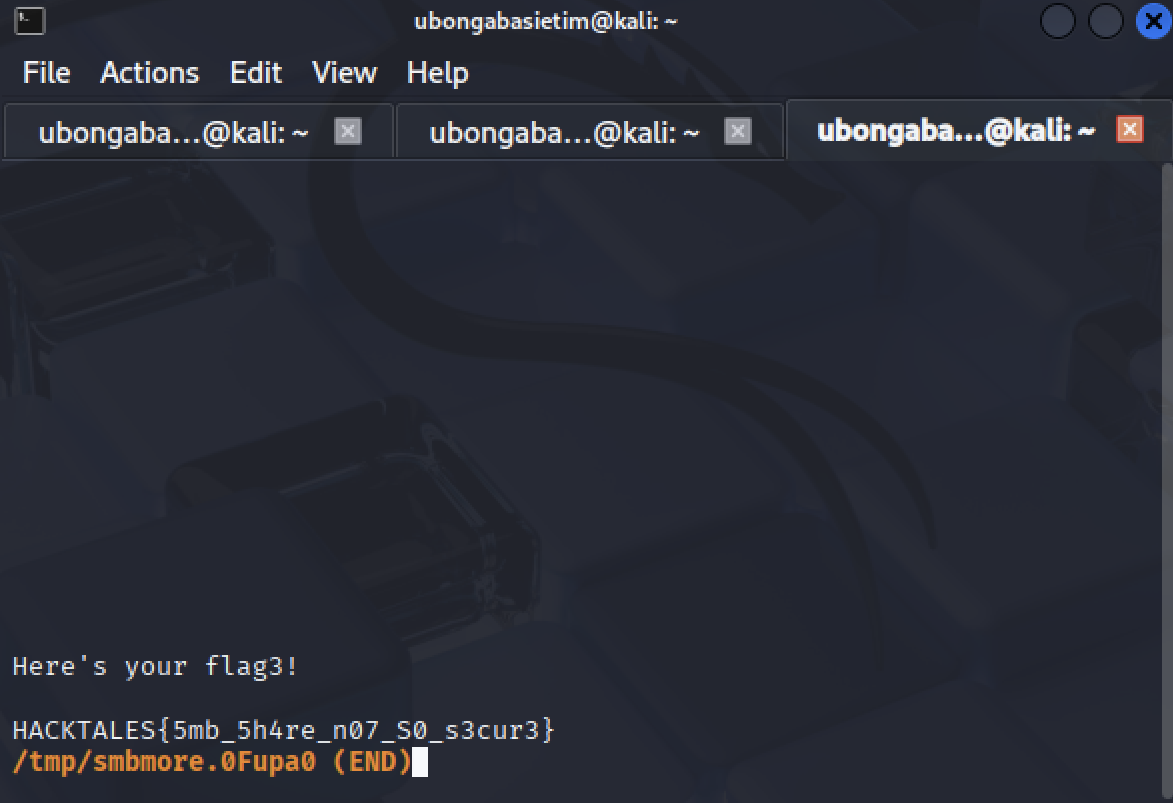 ubongabasietim@kali: ~
File Actions Edit View Help
ubongaba...@kali: ~ ubongaba...@kali: ~ ubongaba...@kali: ~
Here's your flag3!
HACKTALES{5mb_5h4re_n07_S0_s3cur3}
/tmp/smbmore.0Fupa0 (END)